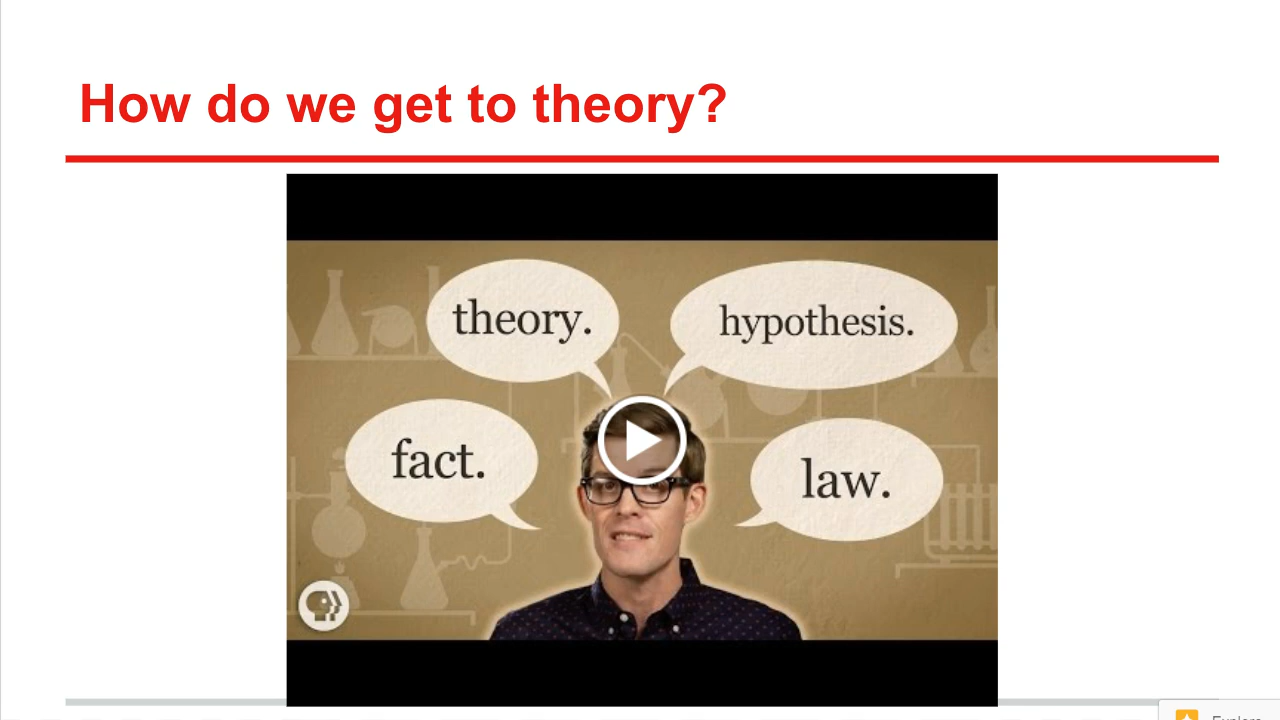 How do we get to theory?
theory.
hypothesis.
fact.
law.